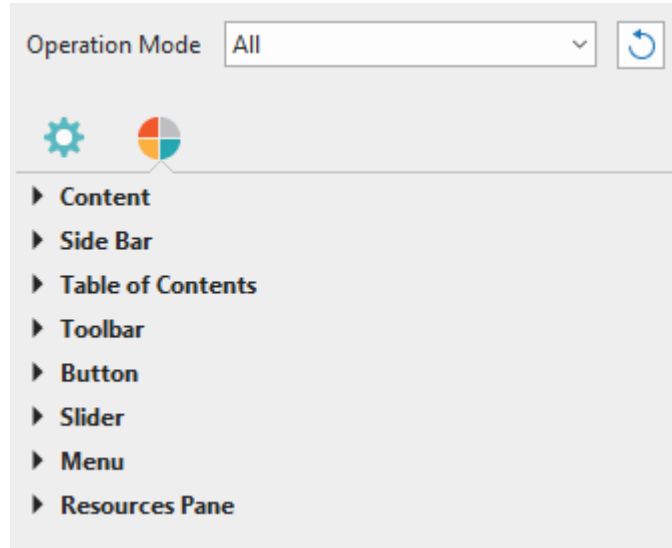 Operation Mode All
Content
Side Bar
Table of Contents
Toolbar
Button
Slider
Menu
Resources Pane